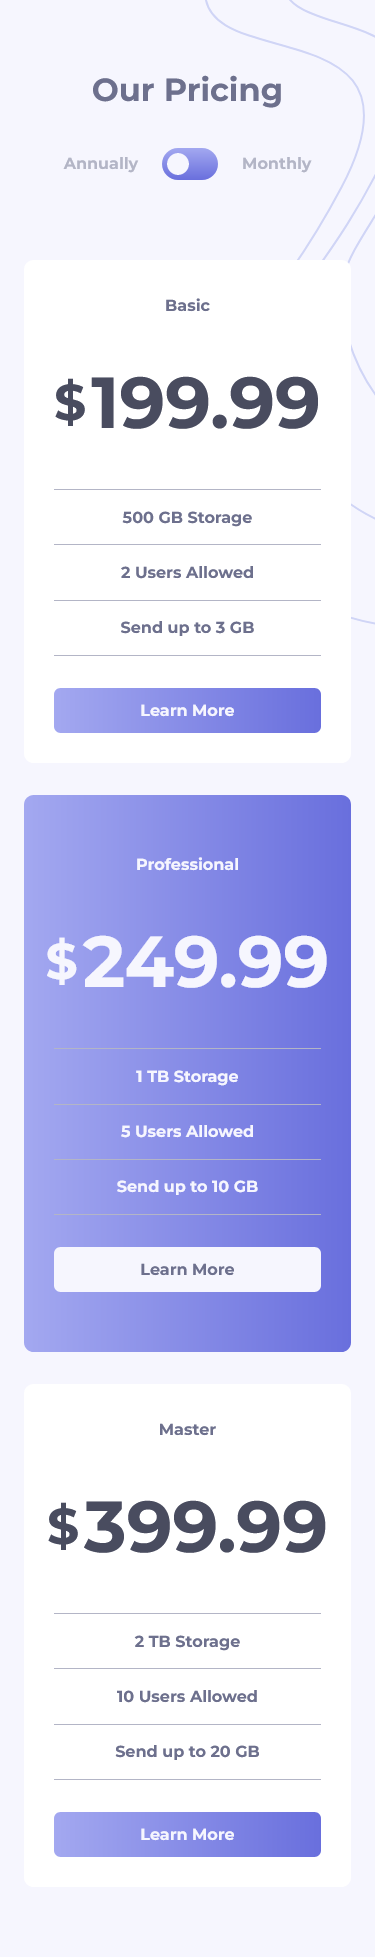 Our Pricing
Annually Monthly
Basic
$199.99
500 GB Storage
2 Users Allowed
Send up to 3 GB
Learn More
Professional
$249.99
1 TB Storage
5 Users Allowed
Send up to 10 GB
Learn More
Master
$399.99
2 TB Storage
10 Users Allowed
Send up to 20 GB
Learn More